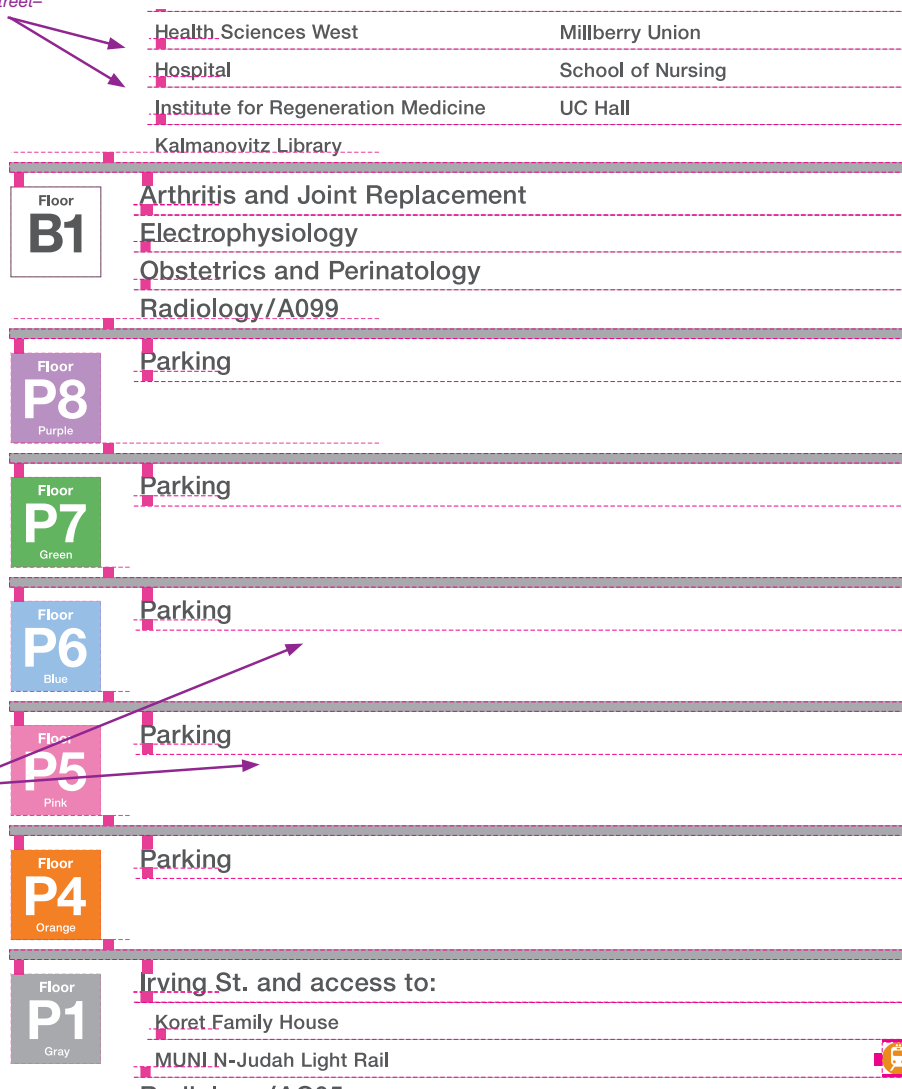 Health Sciences West Millberry Union
Hospital School of Nursing
Institute for Regeneration Medicine UC Hall
Kalmanovitz Library
Floor
B1
Arthritis and Joint Replacement
Electrophysiology
Obstetrics and Perinatology
Radiology/A099
Floor
P8
Purple
Parking
Floor
P7
Green
Parking
Floor
P6
Blue
Parking
Floor
P5
Pink
Parking
Floor
P4
Orange
Parking
Floor
P1
Gray
Irving St. and access to:
Koret Family House
MUNI N-Judah Light Rail